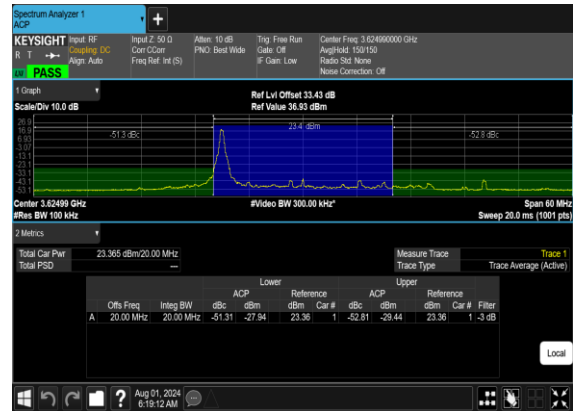 Spectrum Analyzer 1
ACP
+
KEYSIGHT Input: RF Input Z: 50 Ω Atten: 10 dB Trig: Free Run Center Freq: 3.624990000 GHz
R T Coupling: DC Corr CCorr PNO: Best Wide Gate: Off Avg|Hold: 150/150
Align: Auto Freq Ref: Int (S) IF Gain: Low Radio Std: None
PASS Noise Correction: Off
1 Graph Ref Lvl Offset 33.43 dB
Scale/Div 10.0 dB Ref Value 36.93 dBm
26.9
16.9
6.93
-3.07
-13.1
-23.1
-33.1
-43.1
-53.1
-51.3 dBc
23.4 dBm
-52.8 dBc
Center 3.62499 GHz #Video BW 300.00 kHz* Span 60 MHz
#Res BW 100 kHz Sweep 20.0 ms (1001 pts)
2 Metrics
Total Car Pwr 23.365 dBm/20.00 MHz Measure Trace Trace 1
Total PSD --- Trace Type Trace Average (Active)
Lower Upper
ACP Reference ACP Reference
Offs Freq Integ BW dBc dBm dBm Car # dBc dBm dBm Car # Filter
A 20.00 MHz 20.00 MHz -51.31 -27.94 23.36 1 -52.81 -29.44 23.36 1 -3 dB
Local
? Aug 01, 2024
6:19:12 AM